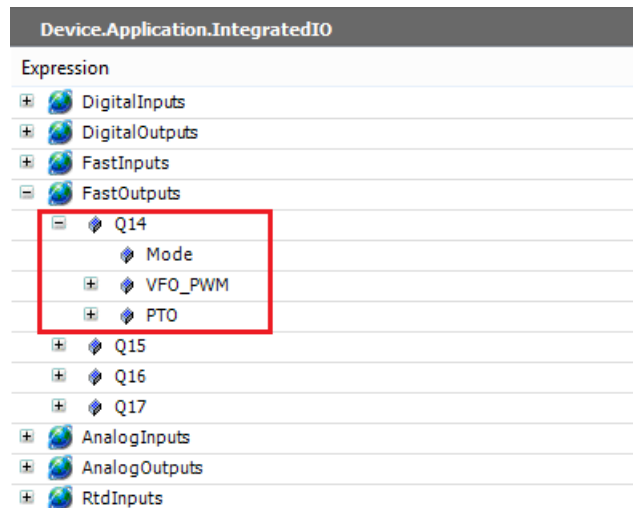 Device.Application.IntegratedIO
Expression
DigitalInputs
DigitalOutputs
FastInputs
FastOutputs
Q14
Mode
VFO_PWM
PTO
Q15
Q16
Q17
AnalogInputs
AnalogOutputs
RtdInputs